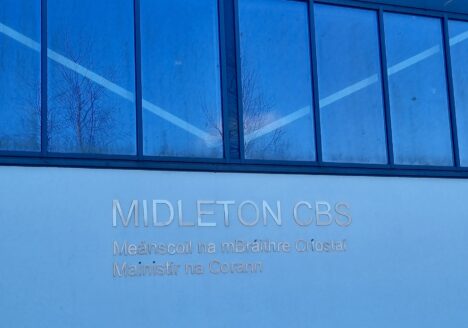 MIDLETON CBS
Meánscoil na mBráithre Críostaí
Mainistir na Corann